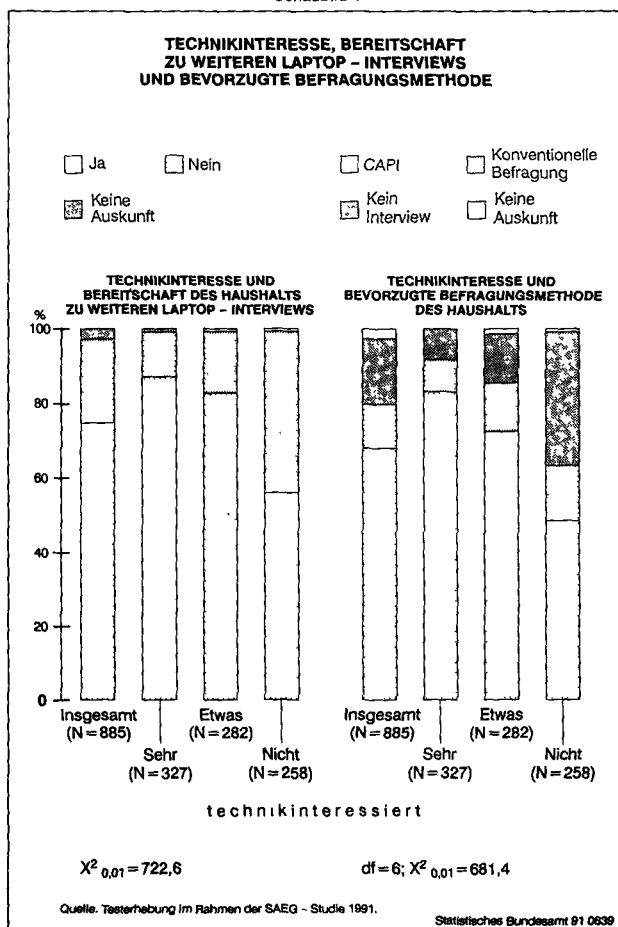 TECHNIKINTERESSE, BEREITSCHAFT
ZU WEITEREN LAPTOP – INTERVIEWS
UND BEVORZUGTE BEFRAGUNGSMETHODE
Ja
Nein
Keine
Auskunft
CAPI
Konventionelle
Befragung
Kein
Interview
Keine
Auskunft
TECHNIKINTERESSE UND
BEREITSCHAFT DES HAUSHALTS
ZU WEITEREN LAPTOP – INTERVIEWS
TECHNIKINTERESSE UND
BEVORZUGTE BEFRAGUNGSMETHODE
DES HAUSHALTS
%
100
80
60
40
20
0
Insgesamt
(N=885)
Sehr
(N=327)
Etwas
(N=282)
Nicht
(N=258)
Insgesamt
(N=885)
Sehr
(N=327)
Etwas
(N=282)
Nicht
(N=258)
technikinteressiert
X² 0,01=722,6
df=6; X² 0,01=681,4
Quelle. Testerhebung im Rahmen der SAEG – Studie 1991.
Statistisches Bundesamt 91 0639